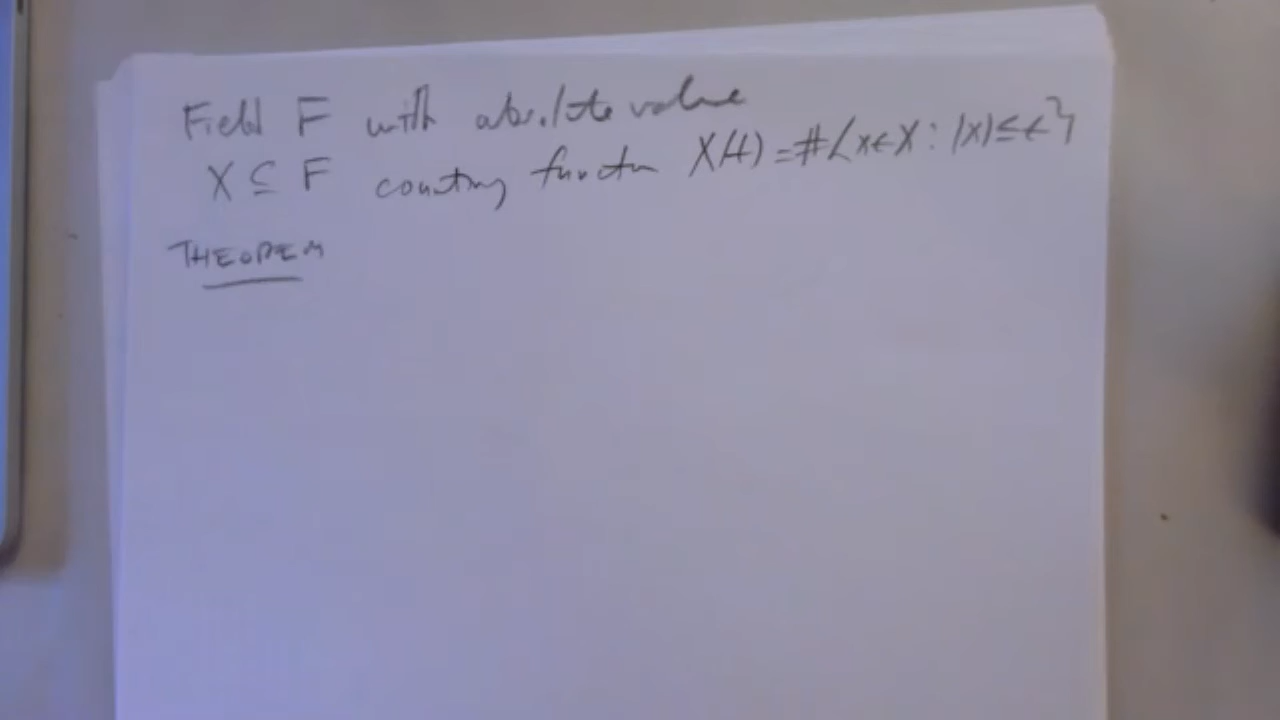 Field F with absolute value
X ⊆ F counting function X(t) = #{x ∈ X : |x| ≤ t}
THEOREM